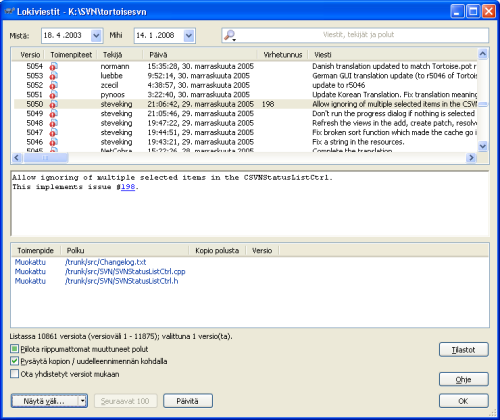 Lokiviestit - K:\SVN\tortoisesvn
Mistä: 18. 4 .2003 Mihi 14. 1 .2008 Viestit, tekijät ja polut
Versio Toimenpiteet Tekijä Päivä Virhetunnus Viesti
5054 normann 15:35:28, 30. marraskuuta 2005 Danish translation updated to match Tortoise.pot r
5053 luebbe 9:52:14, 30. marraskuuta 2005 German GUI translation update (to r5046 of Tortois
5052 zcecil 4:38:57, 30. marraskuuta 2005 update to r5046
5051 pynoos 3:22:40, 30. marraskuuta 2005 Update Korean Translation. Fix translation meaning
5050 steveking 21:06:42, 29. marraskuuta 2005 198 Allow ignoring of multiple selected items in the CSVN
5049 steveking 21:05:46, 29. marraskuuta 2005 Don't run the progress dialog if nothing is selected
5048 steveking 19:47:22, 29. marraskuuta 2005 Refresh the views in the add, create patch, resolve
5047 steveking 19:44:51, 29. marraskuuta 2005 Fix broken sort function which made the cache go i
5046 steveking 19:43:21, 29. marraskuuta 2005 Fix a string in the resources.
5045 NetCobra 15:22:26, 28. marraskuuta 2005 Complete the translation
Allow ignoring of multiple selected items in the CSVNStatusListCtrl.
This implements issue #198.
Toimenpide Polku Kopio polusta Versio
Muokattu /trunk/src/Changelog.txt
Muokattu /trunk/src/SVN/SVNStatusListCtrl.cpp
Muokattu /trunk/src/SVN/SVNStatusListCtrl.h
Listassa 10861 versiota (versioväli 1 - 11875); valittuna 1 versio(ta).
Piilota riippumattomat muuttuneet polut
Pysäytä kopion / uudelleennimennän kohdalla
Ota yhdistetyt versiot mukaan
Tilastot
Ohje
Näytä väli... Seuraavat 100 Päivitä OK